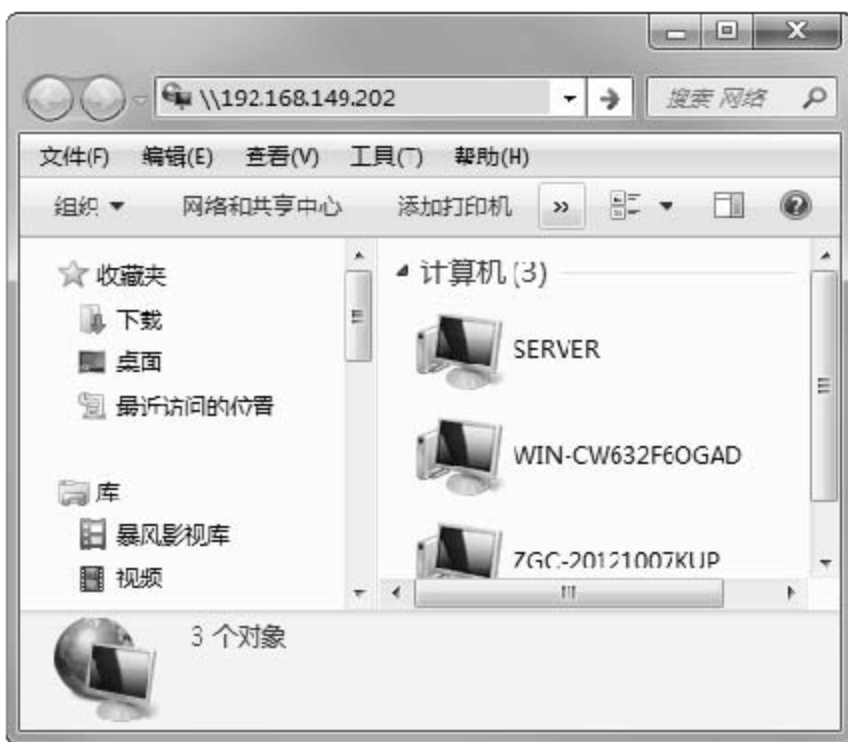 \\192.168.149.202
搜索 网络
文件(F) 编辑(E) 查看(V) 工具(T) 帮助(H)
组织 网络和共享中心 添加打印机 »
收藏夹
下载
桌面
最近访问的位置
库
暴风影视库
视频
计算机 (3)
SERVER
WIN-CW632F6OGAD
ZGC-20121007KUP
3 个对象